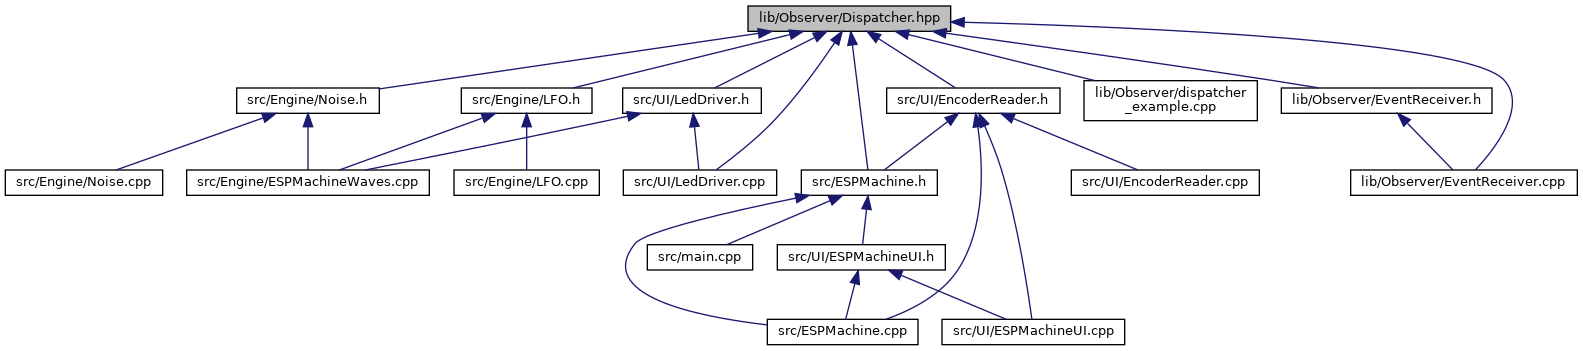 lib/Observer/Dispatcher.hpp
src/Engine/Noise.h
src/Engine/LFO.h
src/UI/LedDriver.h
src/UI/EncoderReader.h
lib/Observer/dispatcher
_example.cpp
lib/Observer/EventReceiver.h
src/Engine/Noise.cpp
src/Engine/ESPMachineWaves.cpp
src/Engine/LFO.cpp
src/UI/LedDriver.cpp
src/ESPMachine.h
src/UI/EncoderReader.cpp
lib/Observer/EventReceiver.cpp
src/main.cpp
src/UI/ESPMachineUI.h
src/ESPMachine.cpp
src/UI/ESPMachineUI.cpp